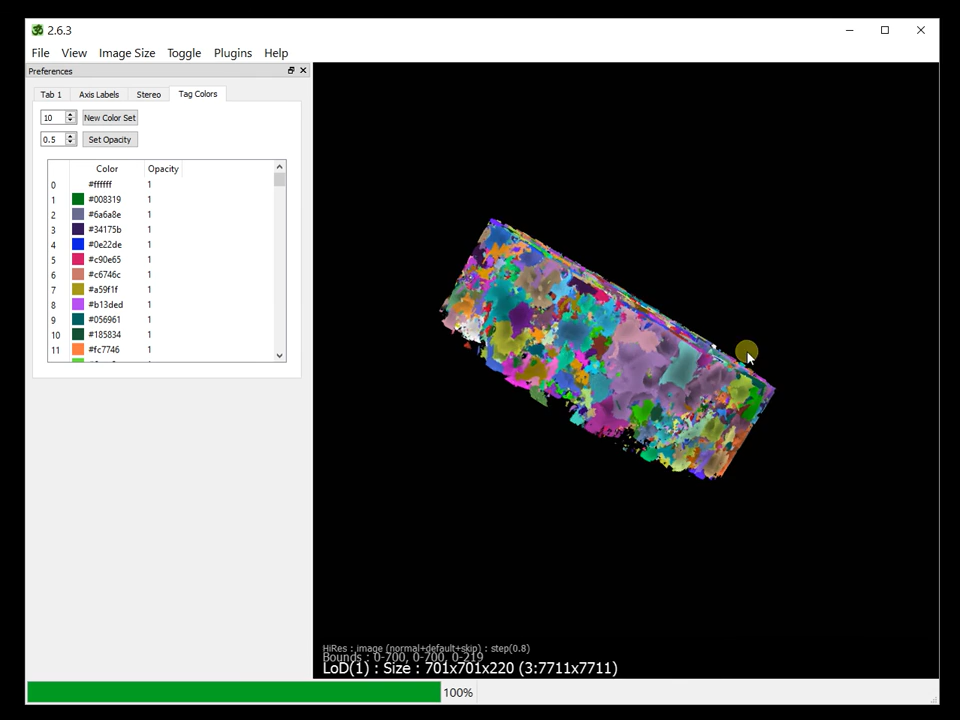 2.6.3
File View Image Size Toggle Plugins Help
Preferences
Tab 1 Axis Labels Stereo Tag Colors
10 New Color Set
0.5 Set Opacity
Color Opacity
0 #ffffff 1
1 #008319 1
2 #6a6a8e 1
3 #34175b 1
4 #0e22de 1
5 #c90e65 1
6 #c6746c 1
7 #a59f1f 1
8 #b13ded 1
9 #056961 1
10 #185834 1
11 #fc7746 1
HiRes : image (normal+default+skip) : step(0.8)
Bounds : 0-700, 0-700, 0-219
LoD(1) : Size : 701x701x220 (3:7711x7711)
100%